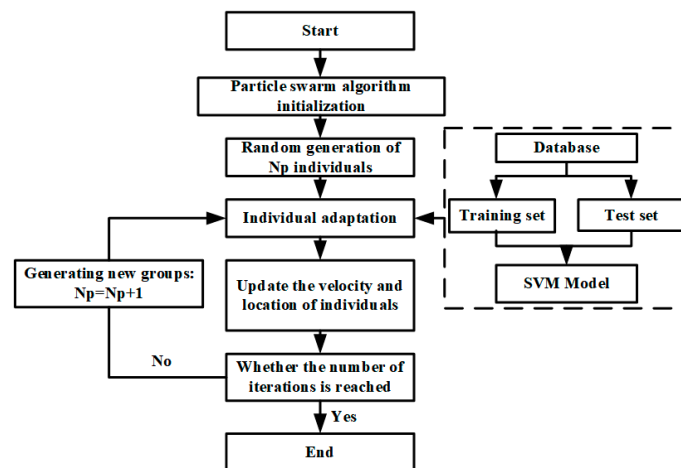 Start
Particle swarm algorithm
initialization
Random generation of
Np individuals
Individual adaptation
Update the velocity and
location of individuals
Whether the number of
iterations is reached
Yes
End
No
Generating new groups:
Np=Np+1
Database
Training set
Test set
SVM Model